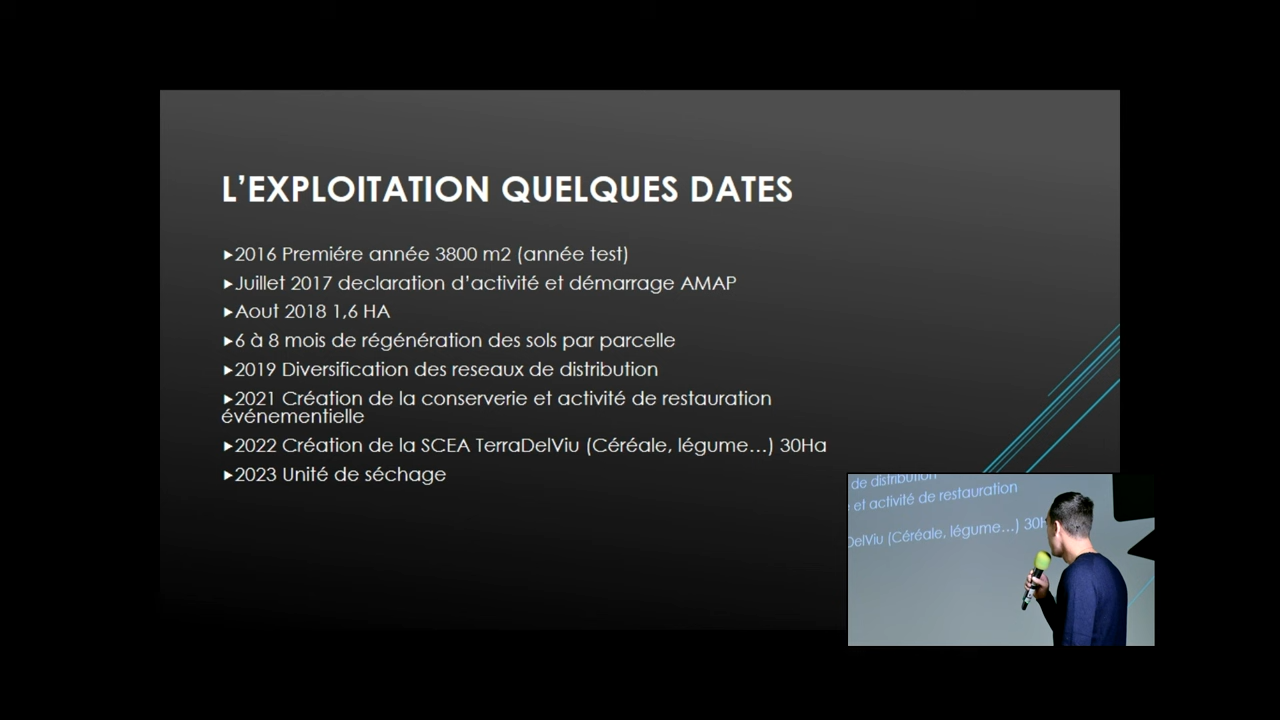 L'EXPLOITATION QUELQUES DATES
▸2016 Premiére année 3800 m2 (année test)
▸Juillet 2017 declaration d'activité et démarrage AMAP
▸Aout 2018 1,6 HA
▸6 à 8 mois de régénération des sols par parcelle
▸2019 Diversification des reseaux de distribution
▸2021 Création de la conserverie et activité de restauration
événementielle
▸2022 Création de la SCEA TerraDelViu (Céréale, légume...) 30Ha
▸2023 Unité de séchage
de distribution
et activité de restauration
DelViu (Céréale, légume...) 30H